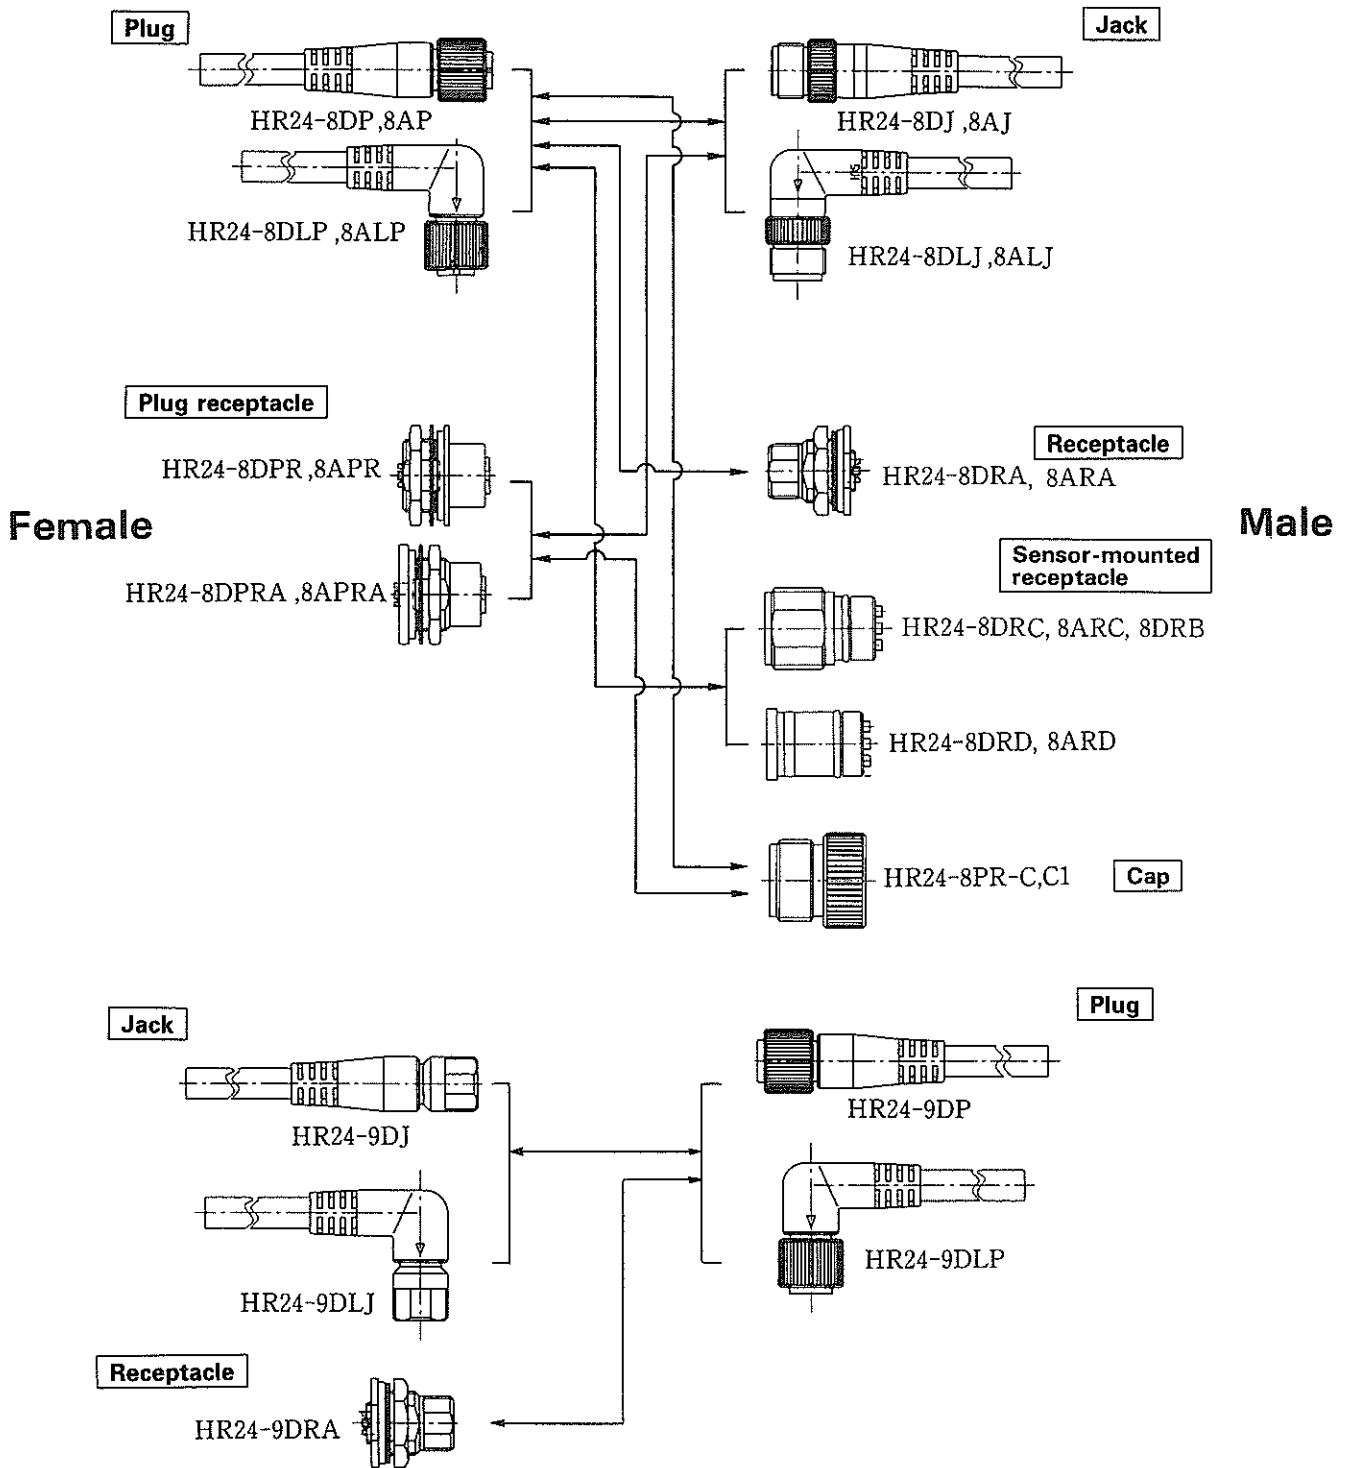 Plug
Jack
HR24-8DP,8AP
HR24-8DJ,8AJ
HRS
HR24-8DLP,8ALP
HR24-8DLJ,8ALJ
Plug receptacle
Receptacle
HR24-8DPR,8APR
HR24-8DRA, 8ARA
Female
Male
Sensor-mounted
receptacle
HR24-8DPRA,8APRA
HR24-8DRC, 8ARC, 8DRB
HR24-8DRD, 8ARD
HR24-8PR-C,C1
Cap
Jack
Plug
HR24-9DJ
HR24-9DP
HR24-9DLJ
HR24-9DLP
Receptacle
HR24-9DRA